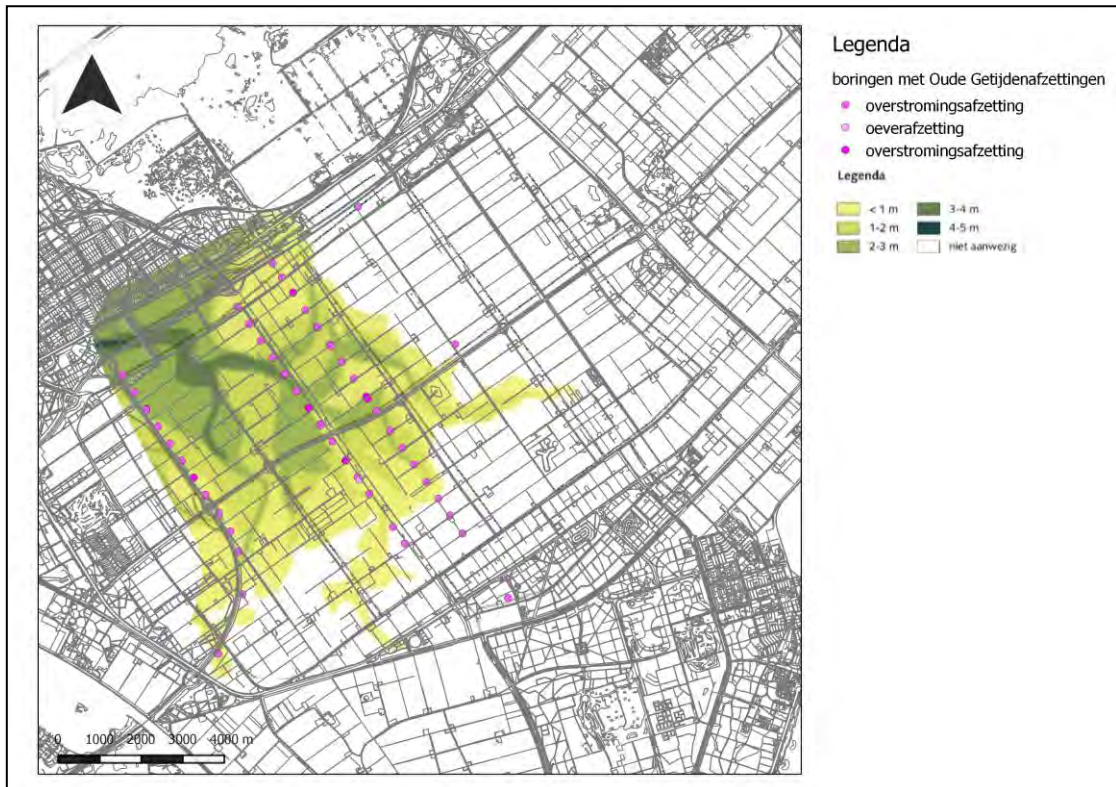 Legenda
boringen met Oude Getijdenafzettingen
overstromingsafzetting
oeverafzetting
overstromingsafzetting
Legenda
< 1 m
1-2 m
2-3 m
3-4 m
4-5 m
niet aanwezig
0 1000 2000 3000 4000 m